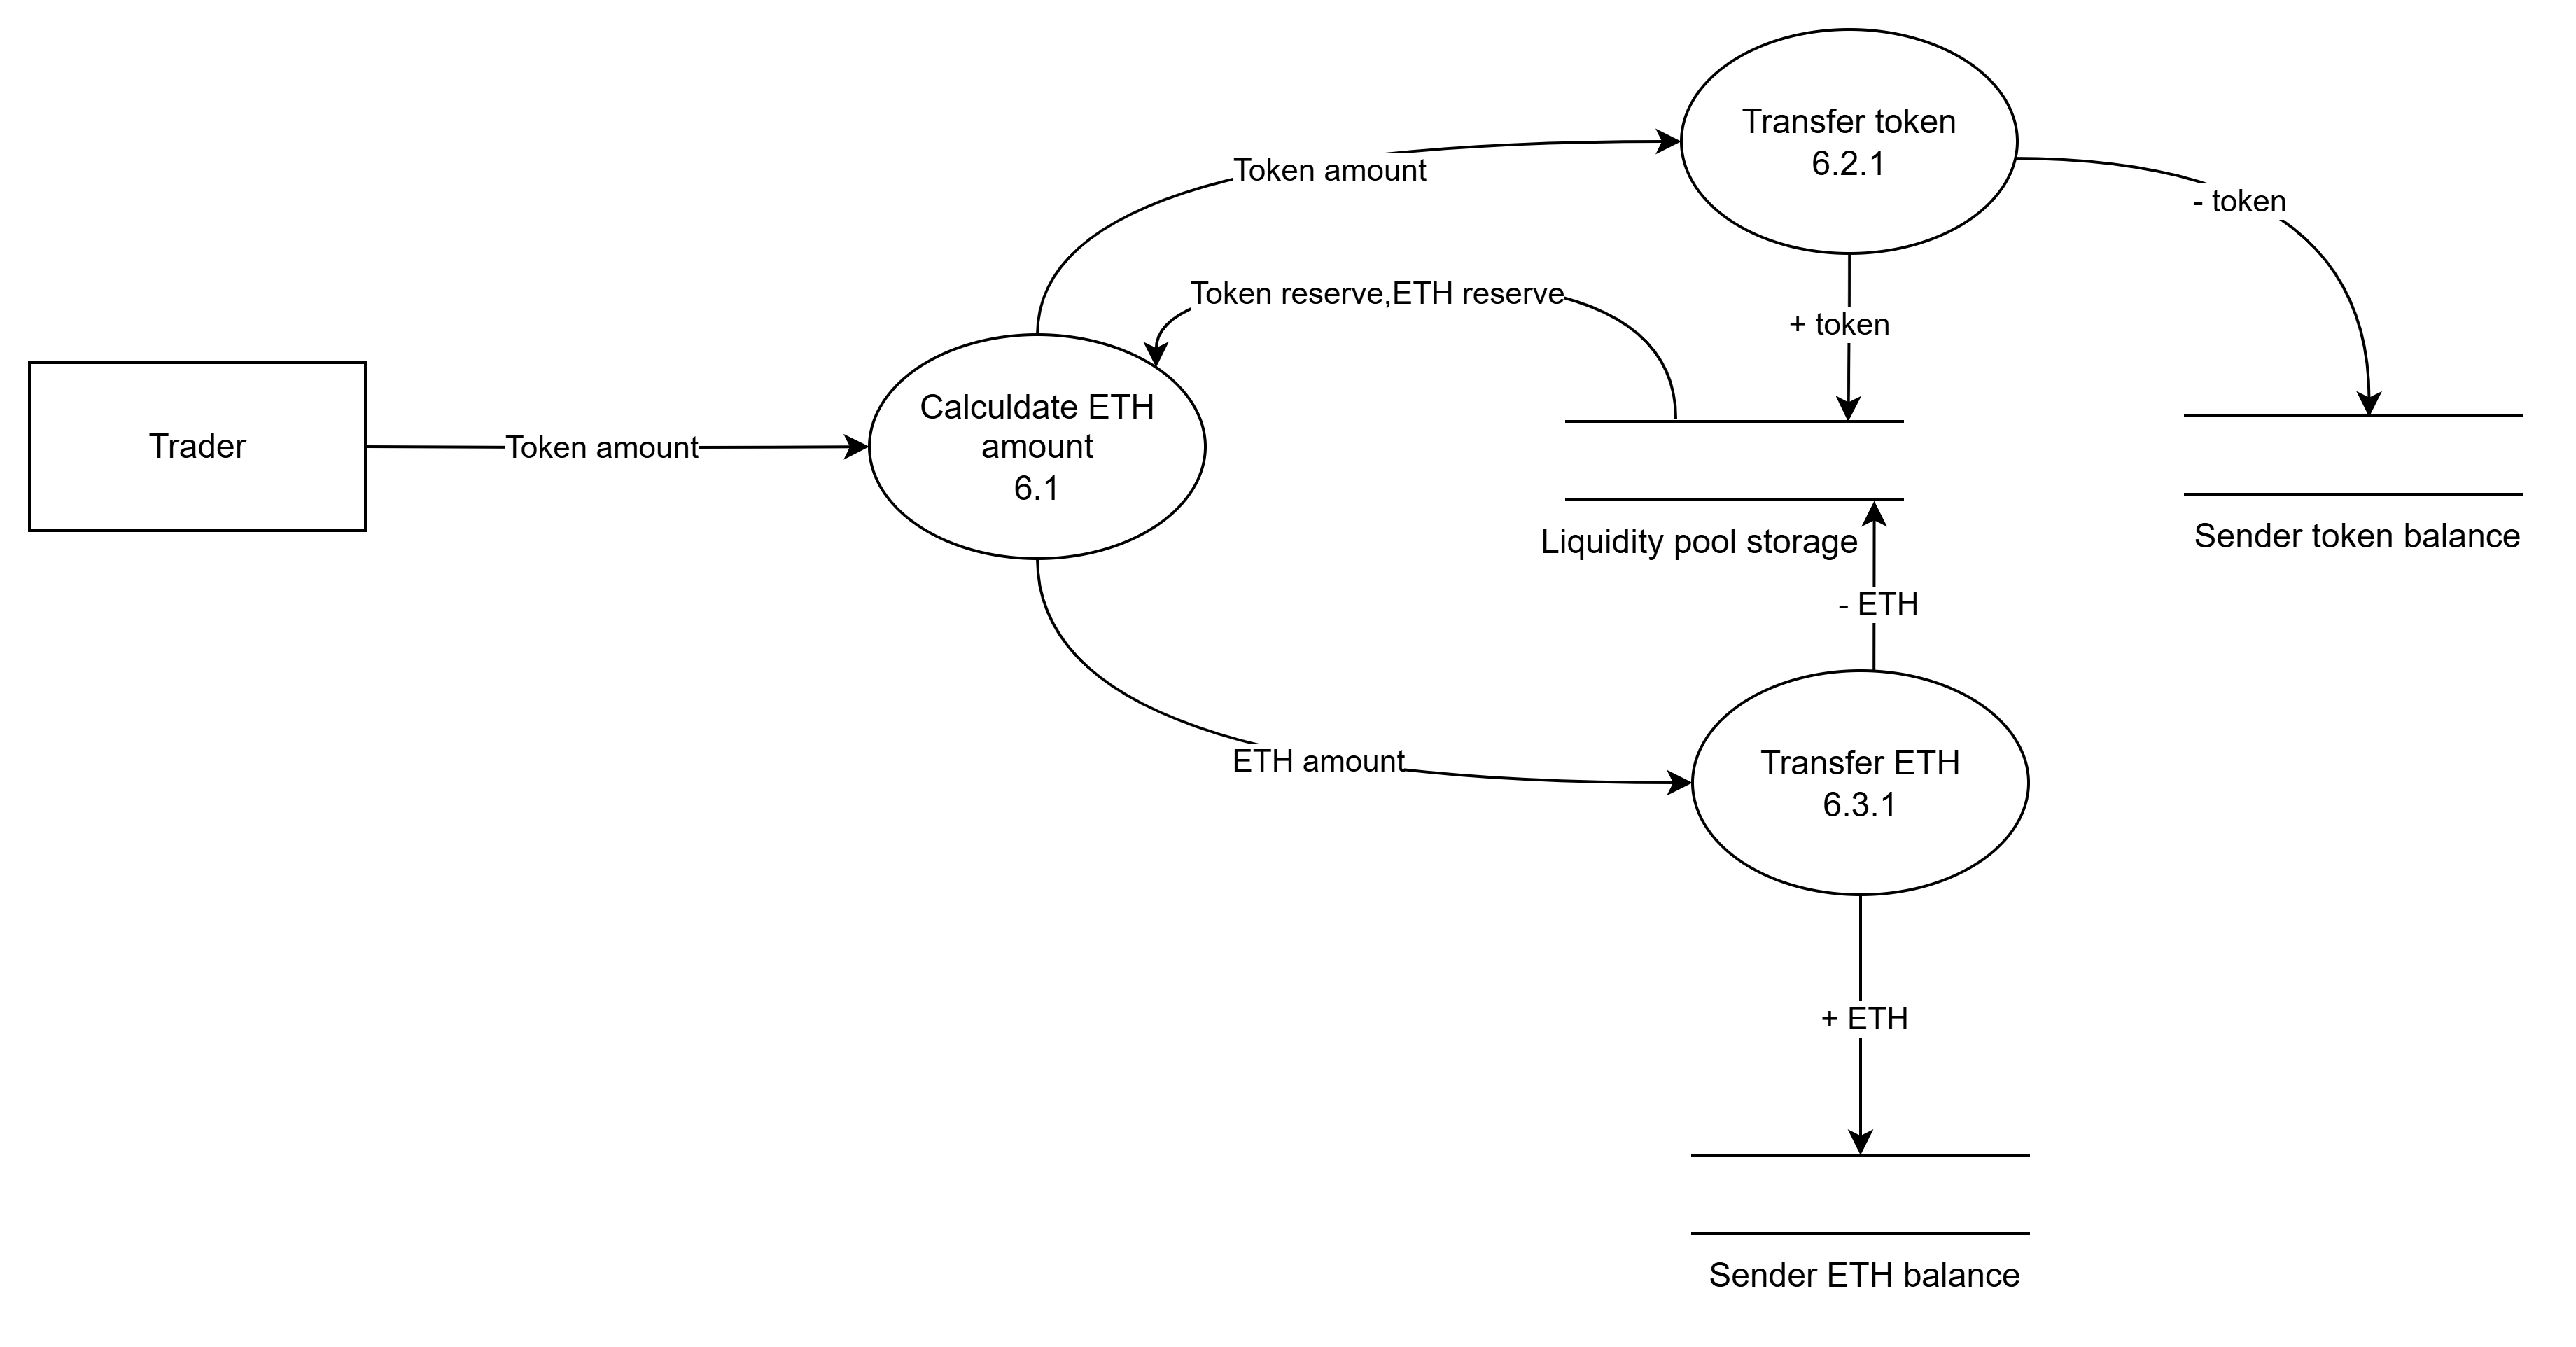 Transfer token
6.2.1
Token amount
- token
Token reserve,ETH reserve
+ token
Trader
Token amount
Calculdate ETH
amount
6.1
Liquidity pool storage
Sender token balance
- ETH
ETH amount
Transfer ETH
6.3.1
+ ETH
Sender ETH balance